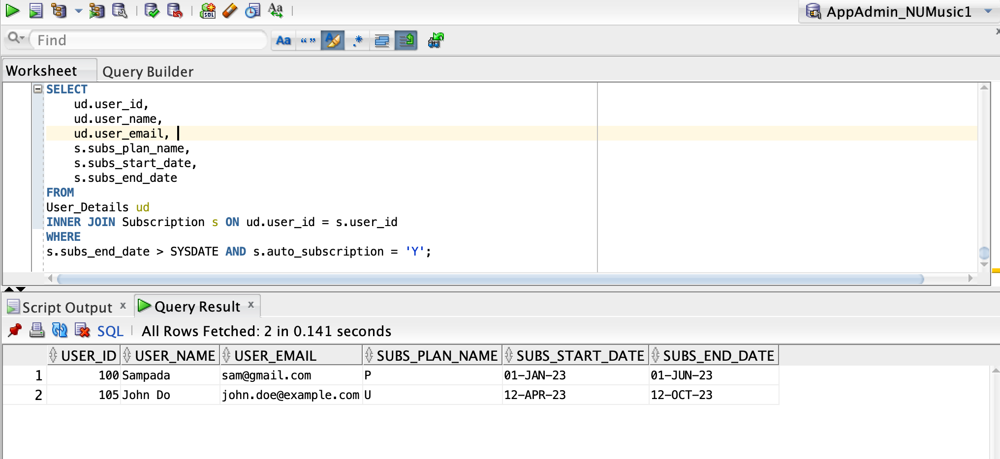 SQL
Aa
AppAdmin_NUMusic1
Find
Aa
“ ”
.*
Worksheet
Query Builder
SELECT
ud.user_id,
ud.user_name,
ud.user_email,
s.subs_plan_name,
s.subs_start_date,
s.subs_end_date
FROM
User_Details ud
INNER JOIN Subscription s ON ud.user_id = s.user_id
WHERE
s.subs_end_date > SYSDATE AND s.auto_subscription = 'Y';
Script Output x
Query Result x
SQL | All Rows Fetched: 2 in 0.141 seconds
USER_ID USER_NAME USER_EMAIL SUBS_PLAN_NAME SUBS_START_DATE SUBS_END_DATE
1 100 Sampada sam@gmail.com P 01-JAN-23 01-JUN-23
2 105 John Do john.doe@example.com U 12-APR-23 12-OCT-23